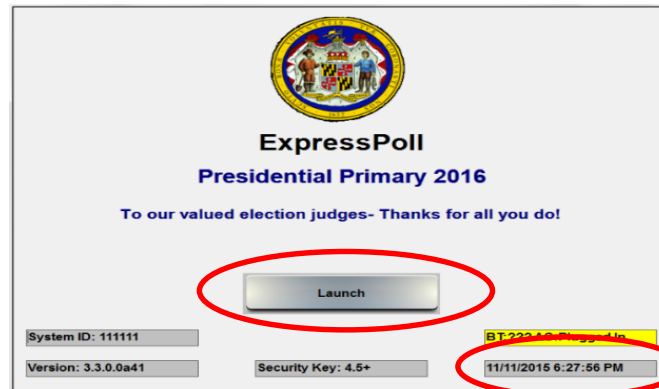 ExpressPoll
Presidential Primary 2016
To our valued election judges- Thanks for all you do!
Launch
System ID: 111111
BT:??? AC:Plugged In
Version: 3.3.0.0a41
Security Key: 4.5+
11/11/2015 6:27:56 PM